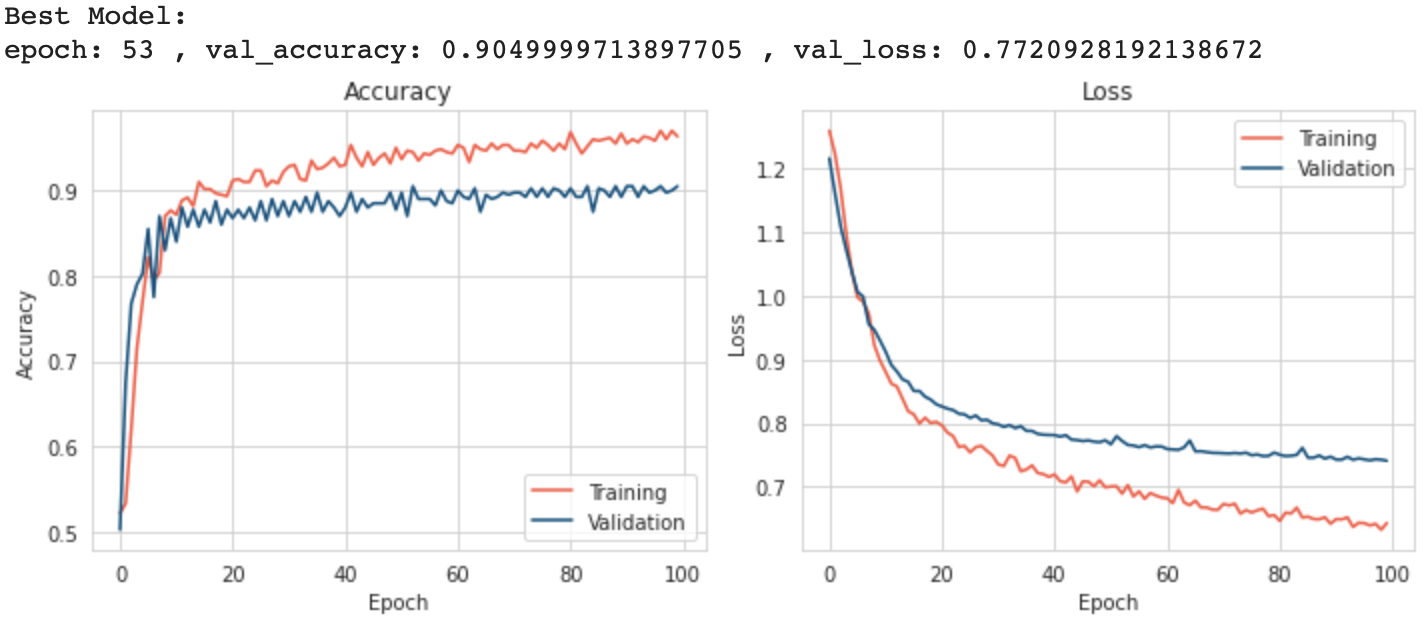 Best Model:
epoch: 53 , val_accuracy: 0.9049999713897705 , val_loss: 0.7720928192138672
Accuracy
Accuracy
0.9
0.8
0.7
0.6
0.5
Training
Validation
0 20 40 60 80 100
Epoch
Loss
Loss
1.2
1.1
1.0
0.9
0.8
0.7
Training
Validation
0 20 40 60 80 100
Epoch